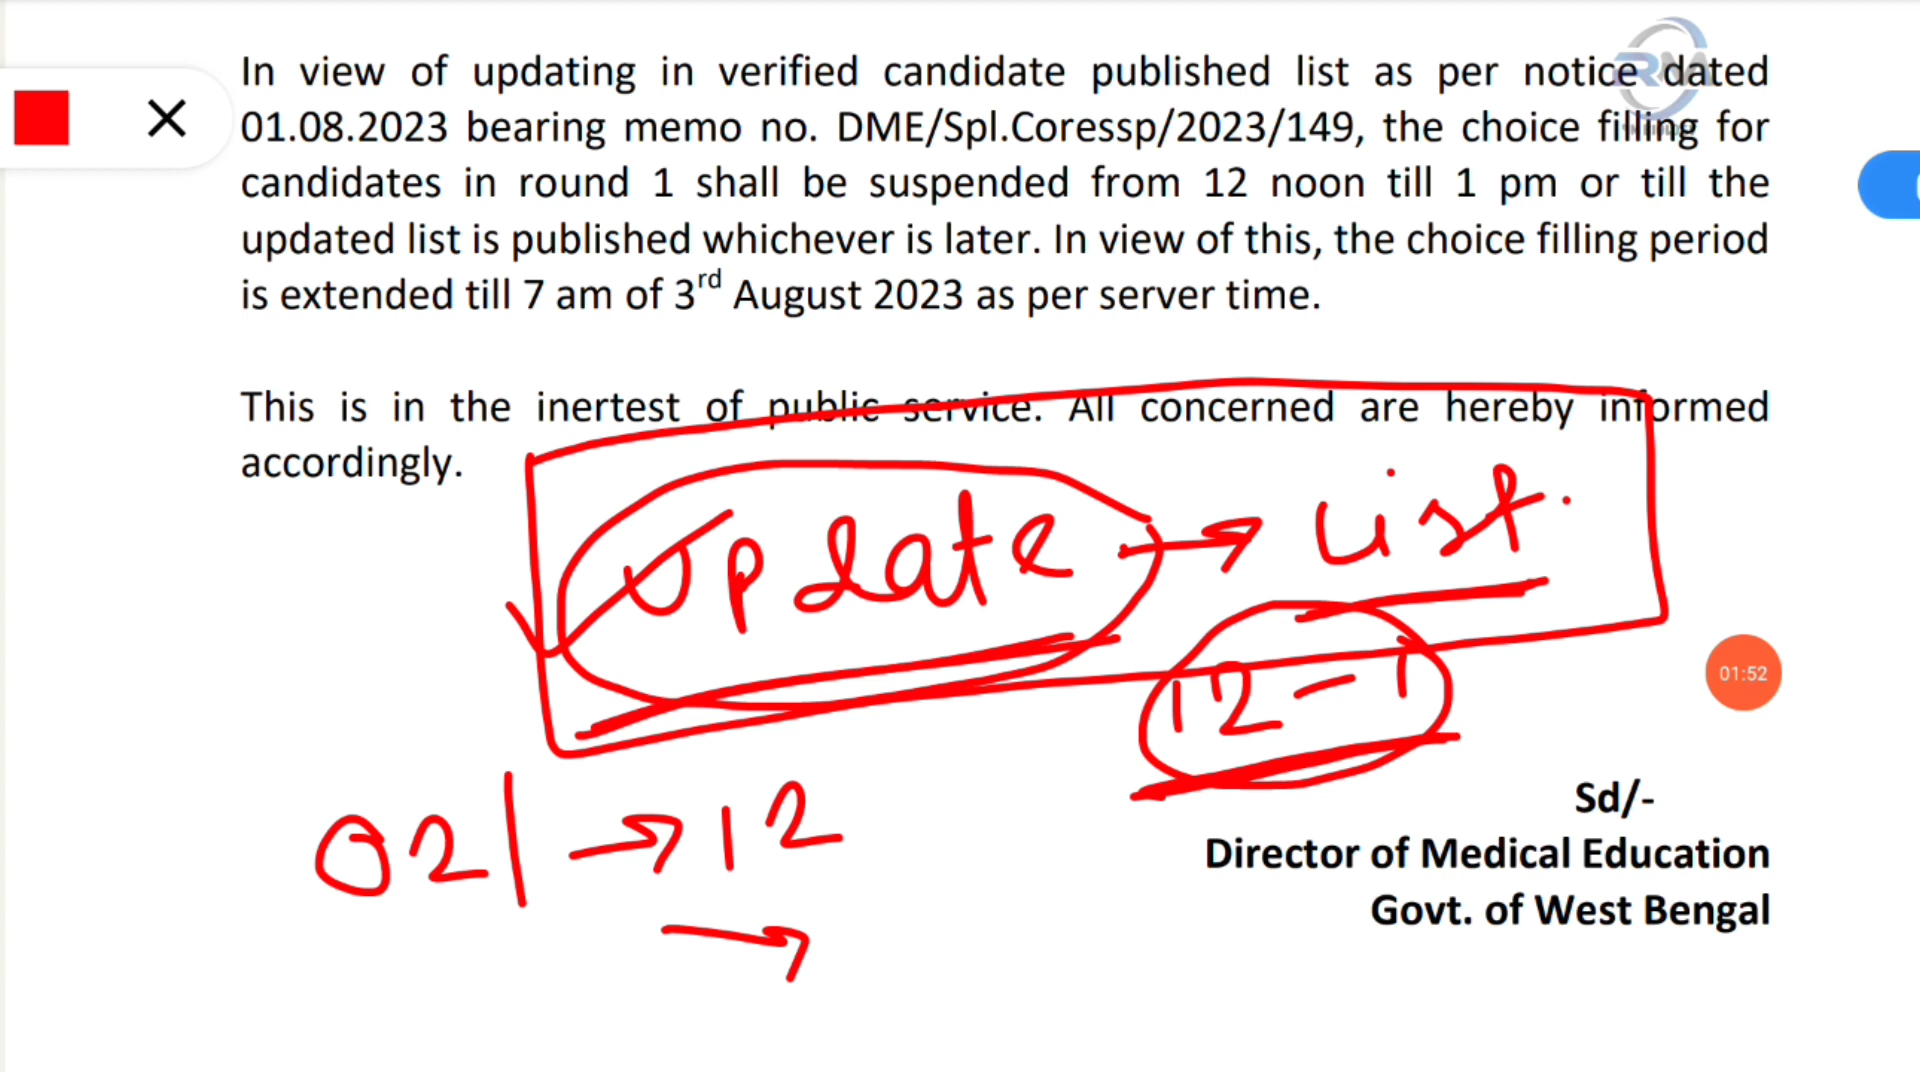 In view of updating in verified candidate published list as per notice dated
01.08.2023 bearing memo no. DME/Spl.Coressp/2023/149, the choice filling for
candidates in round 1 shall be suspended from 12 noon till 1 pm or till the
updated list is published whichever is later. In view of this, the choice filling period
is extended till 7 am of 3rd August 2023 as per server time.
This is in the inertest of public service. All concerned are hereby informed
accordingly.
Update → List.
12-1
01:52
02| → 12
→
Sd/-
Director of Medical Education
Govt. of West Bengal
RM